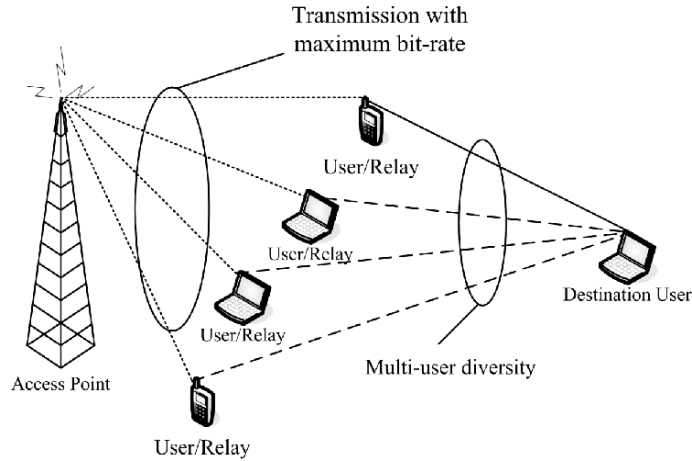 Transmission with
maximum bit-rate
User/Relay
User/Relay
User/Relay
Destination User
Multi-user diversity
Access Point
User/Relay